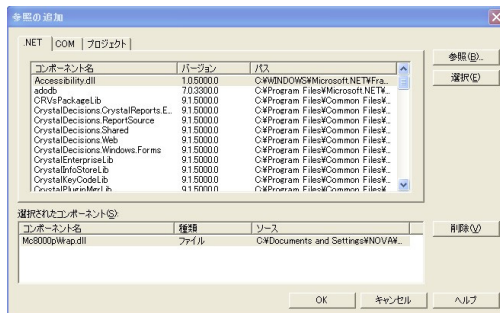 参照の追加
.NET COM プロジェクト
コンポーネント名 バージョン パス
Accessibility.dll 1.0.5000.0 C:¥WINDOWS¥Microsoft.NET¥Fra...
adodb 7.0.3300.0 C:¥Program Files¥Microsoft.NET¥...
CRVsPackageLib 9.1.5000.0 C:¥Program Files¥Common Files¥...
CrystalDecisions.CrystalReports.E... 9.1.5000.0 C:¥Program Files¥Common Files¥...
CrystalDecisions.ReportSource 9.1.5000.0 C:¥Program Files¥Common Files¥...
CrystalDecisions.Shared 9.1.5000.0 C:¥Program Files¥Common Files¥...
CrystalDecisions.Web 9.1.5000.0 C:¥Program Files¥Common Files¥...
CrystalDecisions.Windows.Forms 9.1.5000.0 C:¥Program Files¥Common Files¥...
CrystalEnterpriseLib 9.1.5000.0 C:¥Program Files¥Common Files¥...
CrystalInfoStoreLib 9.1.5000.0 C:¥Program Files¥Common Files¥...
CrystalKeyCodeLib 9.1.5000.0 C:¥Program Files¥Common Files¥...
CrystalPluginMgrLib 9.1.5000.0 C:¥Program Files¥Common Files¥...
参照(B)...
選択(E)
選択されたコンポーネント(S):
コンポーネント名 種類 ソース
Mc8000pWrap.dll ファイル C:¥Documents and Settings¥NOVA¥...
削除(V)
OK キャンセル ヘルプ